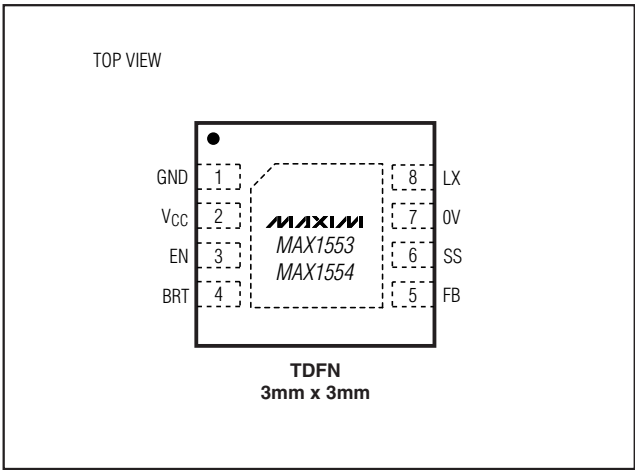 TOP VIEW
GND 1 8 LX
VCC 2 7 0V
MAXIM
EN 3 6 SS
MAX1553
BRT 4 5 FB
MAX1554
TDFN
3mm x 3mm